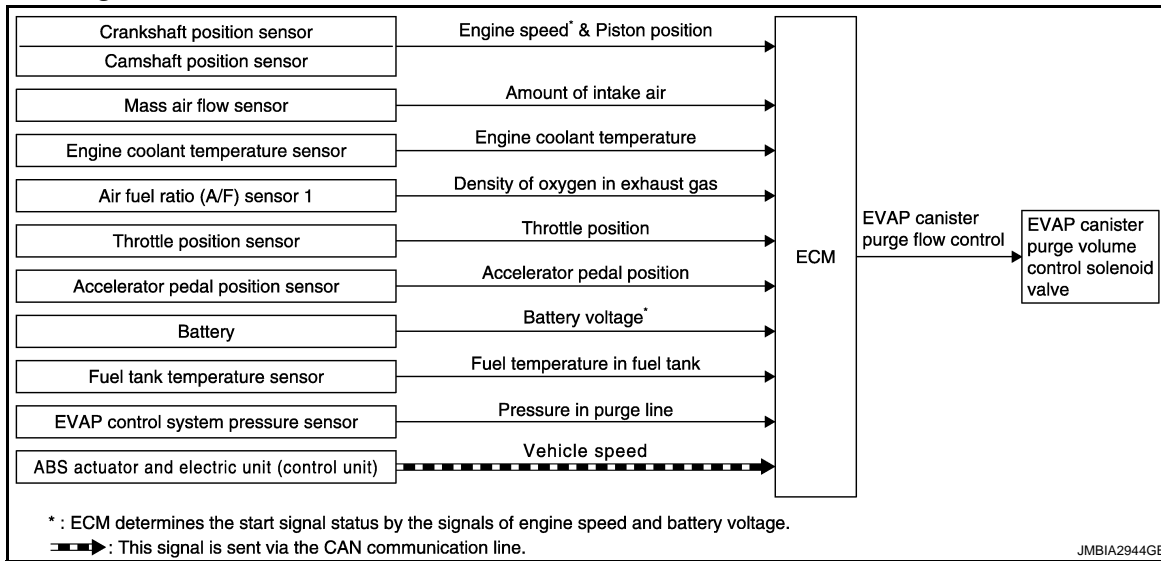 Crankshaft position sensor
Camshaft position sensor
Engine speed* & Piston position
Mass air flow sensor
Amount of intake air
Engine coolant temperature sensor
Engine coolant temperature
Air fuel ratio (A/F) sensor 1
Density of oxygen in exhaust gas
Throttle position sensor
Throttle position
Accelerator pedal position sensor
Accelerator pedal position
Battery
Battery voltage*
Fuel tank temperature sensor
Fuel temperature in fuel tank
EVAP control system pressure sensor
Pressure in purge line
ABS actuator and electric unit (control unit)
Vehicle speed
ECM
EVAP canister
purge flow control
EVAP canister
purge volume
control solenoid
valve
* : ECM determines the start signal status by the signals of engine speed and battery voltage.
: This signal is sent via the CAN communication line.